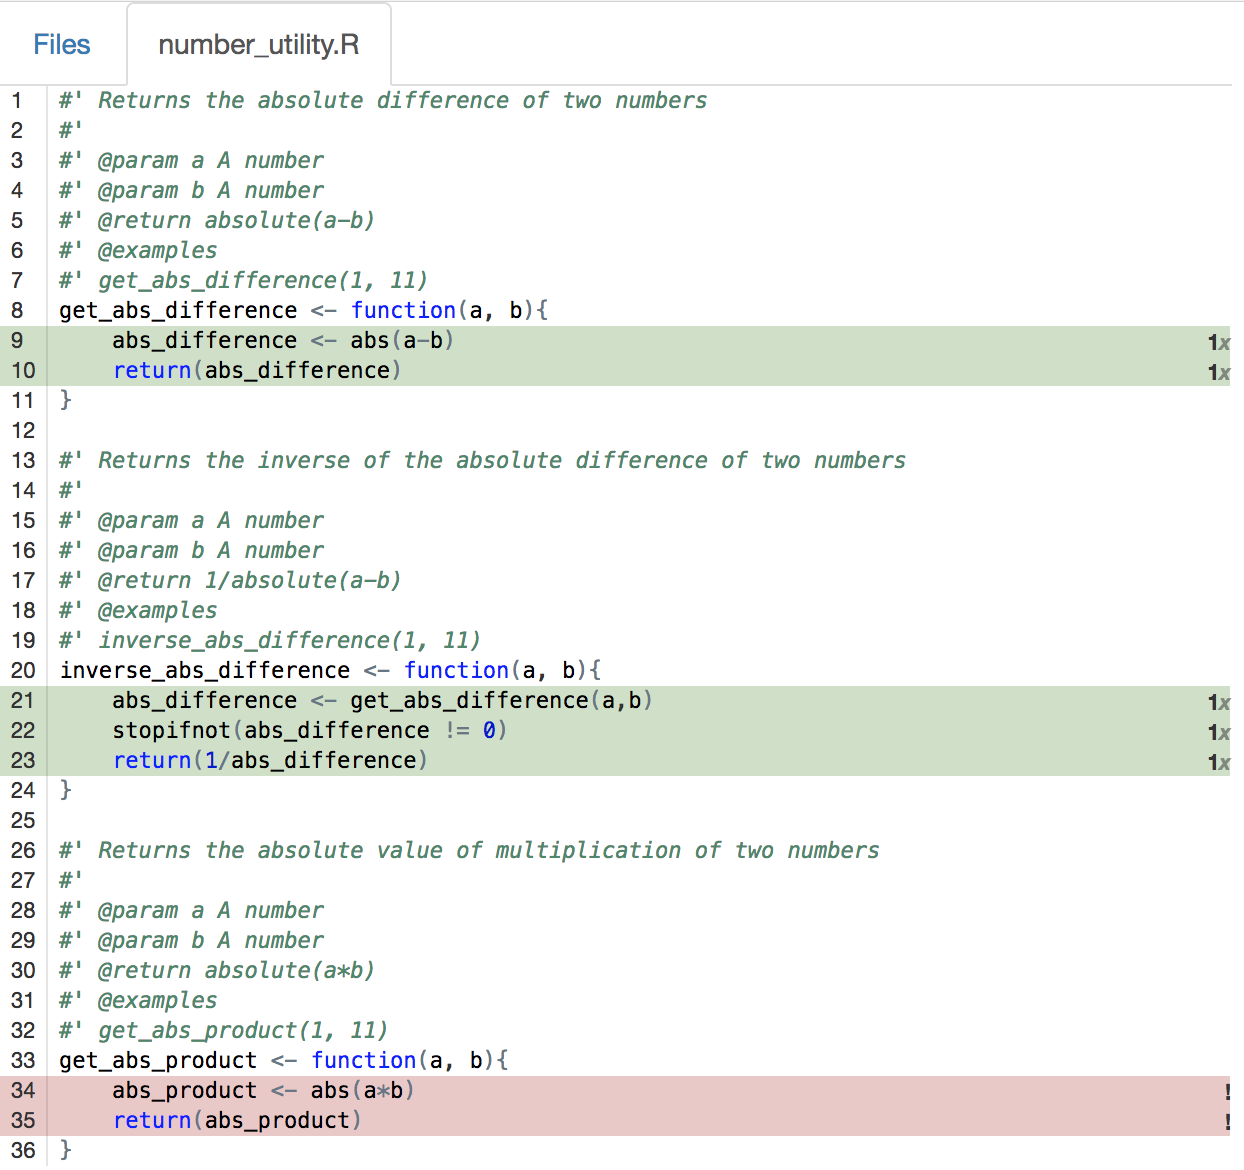 Files number_utility.R
1 #' Returns the absolute difference of two numbers
2 #'
3 #' @param a A number
4 #' @param b A number
5 #' @return absolute(a-b)
6 #' @examples
7 #' get_abs_difference(1, 11)
8 get_abs_difference <- function(a, b){
9     abs_difference <- abs(a-b) 1x
10     return(abs_difference) 1x
11 }
12
13 #' Returns the inverse of the absolute difference of two numbers
14 #'
15 #' @param a A number
16 #' @param b A number
17 #' @return 1/absolute(a-b)
18 #' @examples
19 #' inverse_abs_difference(1, 11)
20 inverse_abs_difference <- function(a, b){
21     abs_difference <- get_abs_difference(a,b) 1x
22     stopifnot(abs_difference != 0) 1x
23     return(1/abs_difference) 1x
24 }
25
26 #' Returns the absolute value of multiplication of two numbers
27 #'
28 #' @param a A number
29 #' @param b A number
30 #' @return absolute(a*b)
31 #' @examples
32 #' get_abs_product(1, 11)
33 get_abs_product <- function(a, b){
34     abs_product <- abs(a*b) !
35     return(abs_product) !
36 }